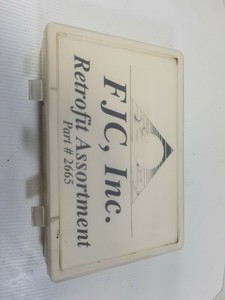 FJC, Inc.
Retrofit Assortment
Part # 2665